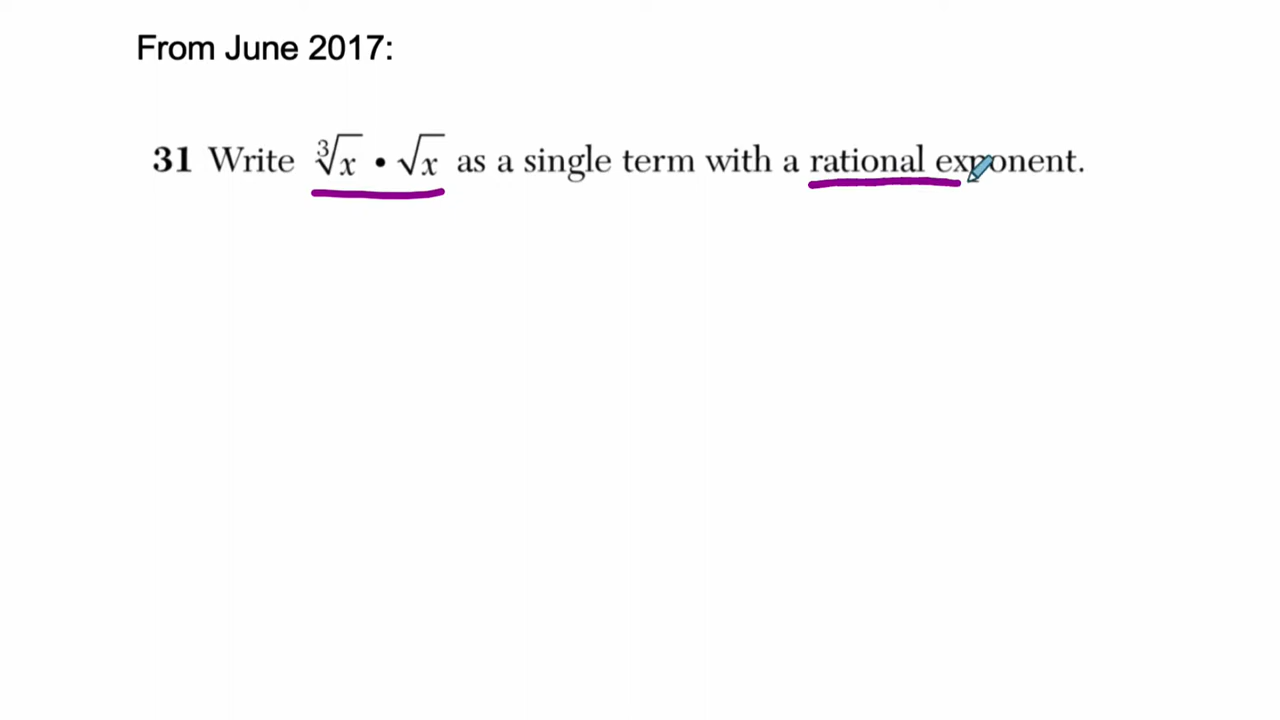 From June 2017:
31 Write ∛x • √x as a single term with a rational exponent.